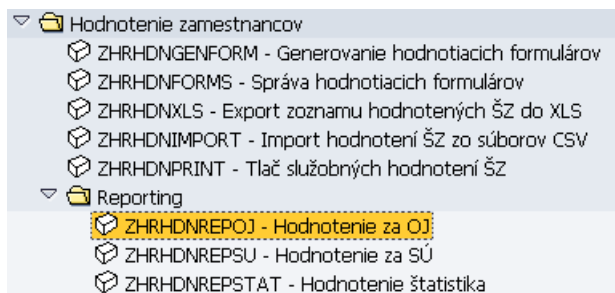 Hodnotenie zamestnancov
ZHRHDNGENFORM - Generovanie hodnotiacich formulárov
ZHRHDNFORMS - Správa hodnotiacich formulárov
ZHRHDNXLS - Export zoznamu hodnotených ŠZ do XLS
ZHRHDNIMPORT - Import hodnotení ŠZ zo súborov CSV
ZHRHDNPRINT - Tlač služobných hodnotení ŠZ
Reporting
ZHRHDNREPOJ - Hodnotenie za OJ
ZHRHDNREPSU - Hodnotenie za SÚ
ZHRHDNREPSTAT - Hodnotenie štatistika